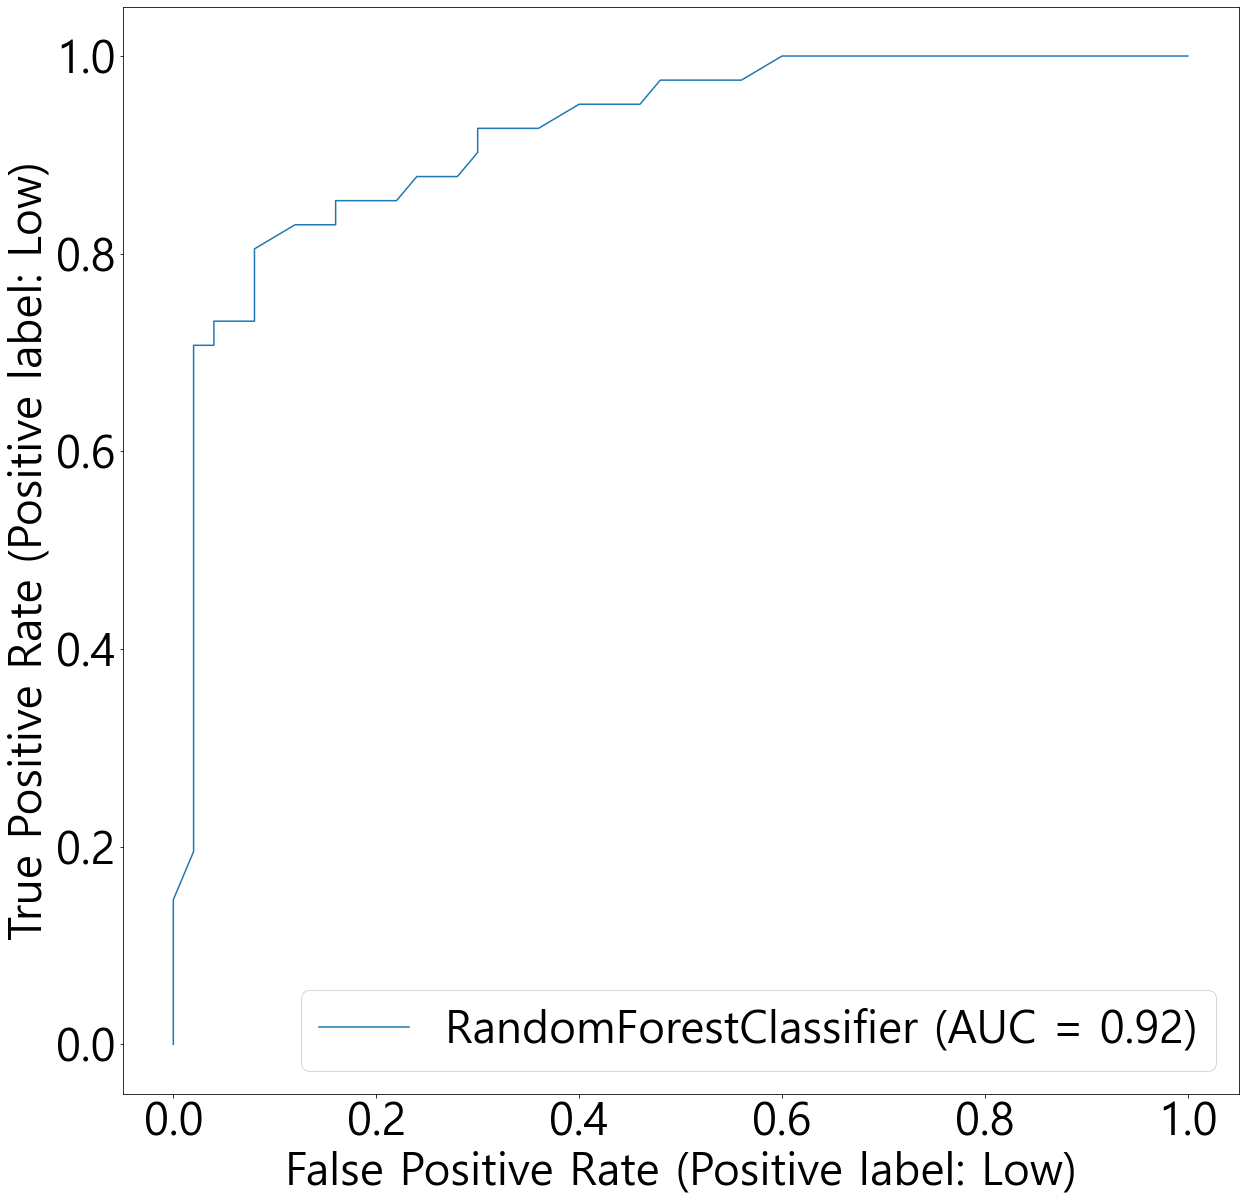 True Positive Rate (Positive label: Low)
1.0
0.8
0.6
0.4
0.2
0.0
RandomForestClassifier (AUC = 0.92)
0.0 0.2 0.4 0.6 0.8 1.0
False Positive Rate (Positive label: Low)